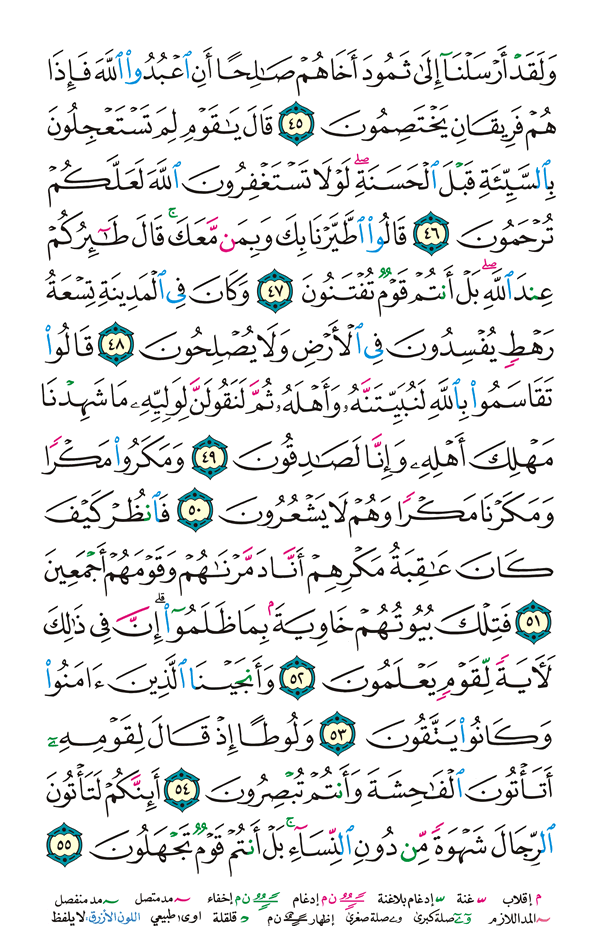 وَلَقَدْ أَرْسَلْنَآ إِلَىٰ ثَمُودَ أَخَاهُمْ صَـٰلِحًا أَنِ ٱعْبُدُوا۟ ٱللَّهَ فَإِذَا
هُمْ فَرِيقَانِ يَخْتَصِمُونَ ٤٥ قَالَ يَـٰقَوْمِ لِمَ تَسْتَعْجِلُونَ
بِٱلسَّيِّئَةِ قَبْلَ ٱلْحَسَنَةِ ۖ لَوْلَا تَسْتَغْفِرُونَ ٱللَّهَ لَعَلَّكُمْ
تُرْحَمُونَ ٤٦ قَالُوا۟ ٱطَّيَّرْنَا بِكَ وَبِمَن مَّعَكَ ۚ قَالَ طَـٰٓئِرُكُمْ
عِندَ ٱللَّهِ ۖ بَلْ أَنتُمْ قَوْمٌ تُفْتَنُونَ ٤٧ وَكَانَ فِى ٱلْمَدِينَةِ تِسْعَةُ
رَهْطٍ يُفْسِدُونَ فِى ٱلْأَرْضِ وَلَا يُصْلِحُونَ ٤٨ قَالُوا۟
تَقَاسَمُوا۟ بِٱللَّهِ لَنُبَيِّتَنَّهُۥ وَأَهْلَهُۥ ثُمَّ لَنَقُولَنَّ لِوَلِيِّهِۦ مَا شَهِدْنَا
مَهْلِكَ أَهْلِهِۦ وَإِنَّا لَصَـٰدِقُونَ ٤٩ وَمَكَرُوا۟ مَكْرًا
وَمَكَرْنَا مَكْرًا وَهُمْ لَا يَشْعُرُونَ ٥٠ فَٱنظُرْ كَيْفَ
كَانَ عَـٰقِبَةُ مَكْرِهِمْ أَنَّا دَمَّرْنَـٰهُمْ وَقَوْمَهُمْ أَجْمَعِينَ
٥١ فَتِلْكَ بُيُوتُهُمْ خَاوِيَةًۢ بِمَا ظَلَمُوٓا۟ ۗ إِنَّ فِى ذَٰلِكَ
لَـَٔايَةً لِّقَوْمٍ يَعْلَمُونَ ٥٢ وَأَنجَيْنَا ٱلَّذِينَ ءَامَنُوا۟
وَكَانُوا۟ يَتَّقُونَ ٥٣ وَلُوطًا إِذْ قَالَ لِقَوْمِهِۦٓ
أَتَأْتُونَ ٱلْفَـٰحِشَةَ وَأَنتُمْ تُبْصِرُونَ ٥٤ أَئِنَّكُمْ لَتَأْتُونَ
ٱلرِّجَالَ شَهْوَةً مِّن دُونِ ٱلنِّسَآءِ ۚ بَلْ أَنتُمْ قَوْمٌ تَجْهَلُونَ ٥٥
م إقلاب غنة إدغام بلاغنة ن م إدغام ن م إخفاء مد متصل مد منفصل
المد اللازم صلة كبرى صلة صغرى إظهار ن م قلقلة اوى: طبيعي اللون الأزرق: لا يلفظ